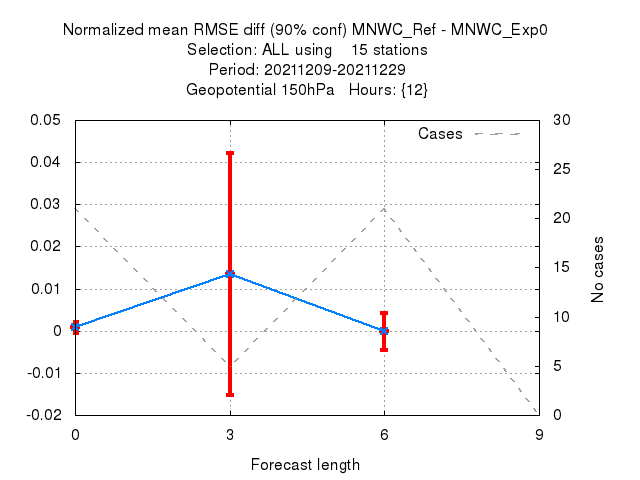 Normalized mean RMSE diff (90% conf) MNWC_Ref - MNWC_Exp0
Selection: ALL using    15 stations
Period: 20211209-20211229
Geopotential 150hPa   Hours: {12}
Cases
0.05
0.04
0.03
0.02
0.01
0
-0.01
-0.02
30
25
20
15
10
5
0
No cases
0 3 6 9
Forecast length